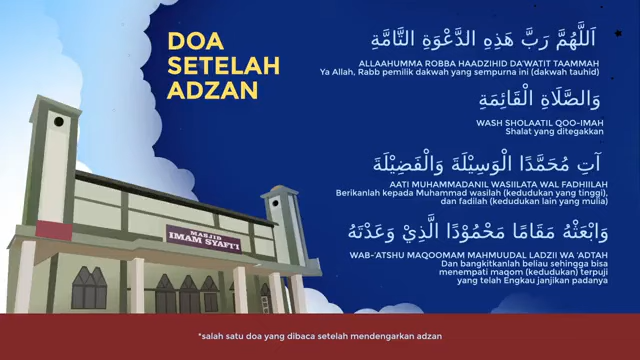 DOA
SETELAH
ADZAN
اَللَّهُمَّ رَبَّ هَذِهِ الدَّعْوَةِ التَّامَّةِ
ALLAAHUMMA ROBBA HAADZIHID DA'WATIT TAAMMAH
Ya Allah, Rabb pemilik dakwah yang sempurna ini (dakwah tauhid)
وَالصَّلَاةِ الْقَائِمَةِ
WASH SHOLAATIL QOO-IMAH
Shalat yang ditegakkan
آتِ مُحَمَّدًا الْوَسِيْلَةَ وَالْفَضِيْلَةَ
AATI MUHAMMADANIL WASIILATA WAL FADHIILAH
Berikanlah kepada Muhammad wasilah (kedudukan yang tinggi),
dan fadilah (kedudukan lain yang mulia)
وَابْعَثْهُ مَقَامًا مَحْمُوْدًا الَّذِيْ وَعَدْتَهُ
WAB-'ATSHU MAQOOMAM MAHMUUDAL LADZII WA 'ADTAH
Dan bangkitkanlah beliau sehingga bisa
menempati maqom (kedudukan) terpuji
yang telah Engkau janjikan padanya
MASJID
IMAM SYAFI'I
*salah satu doa yang dibaca setelah mendengarkan adzan